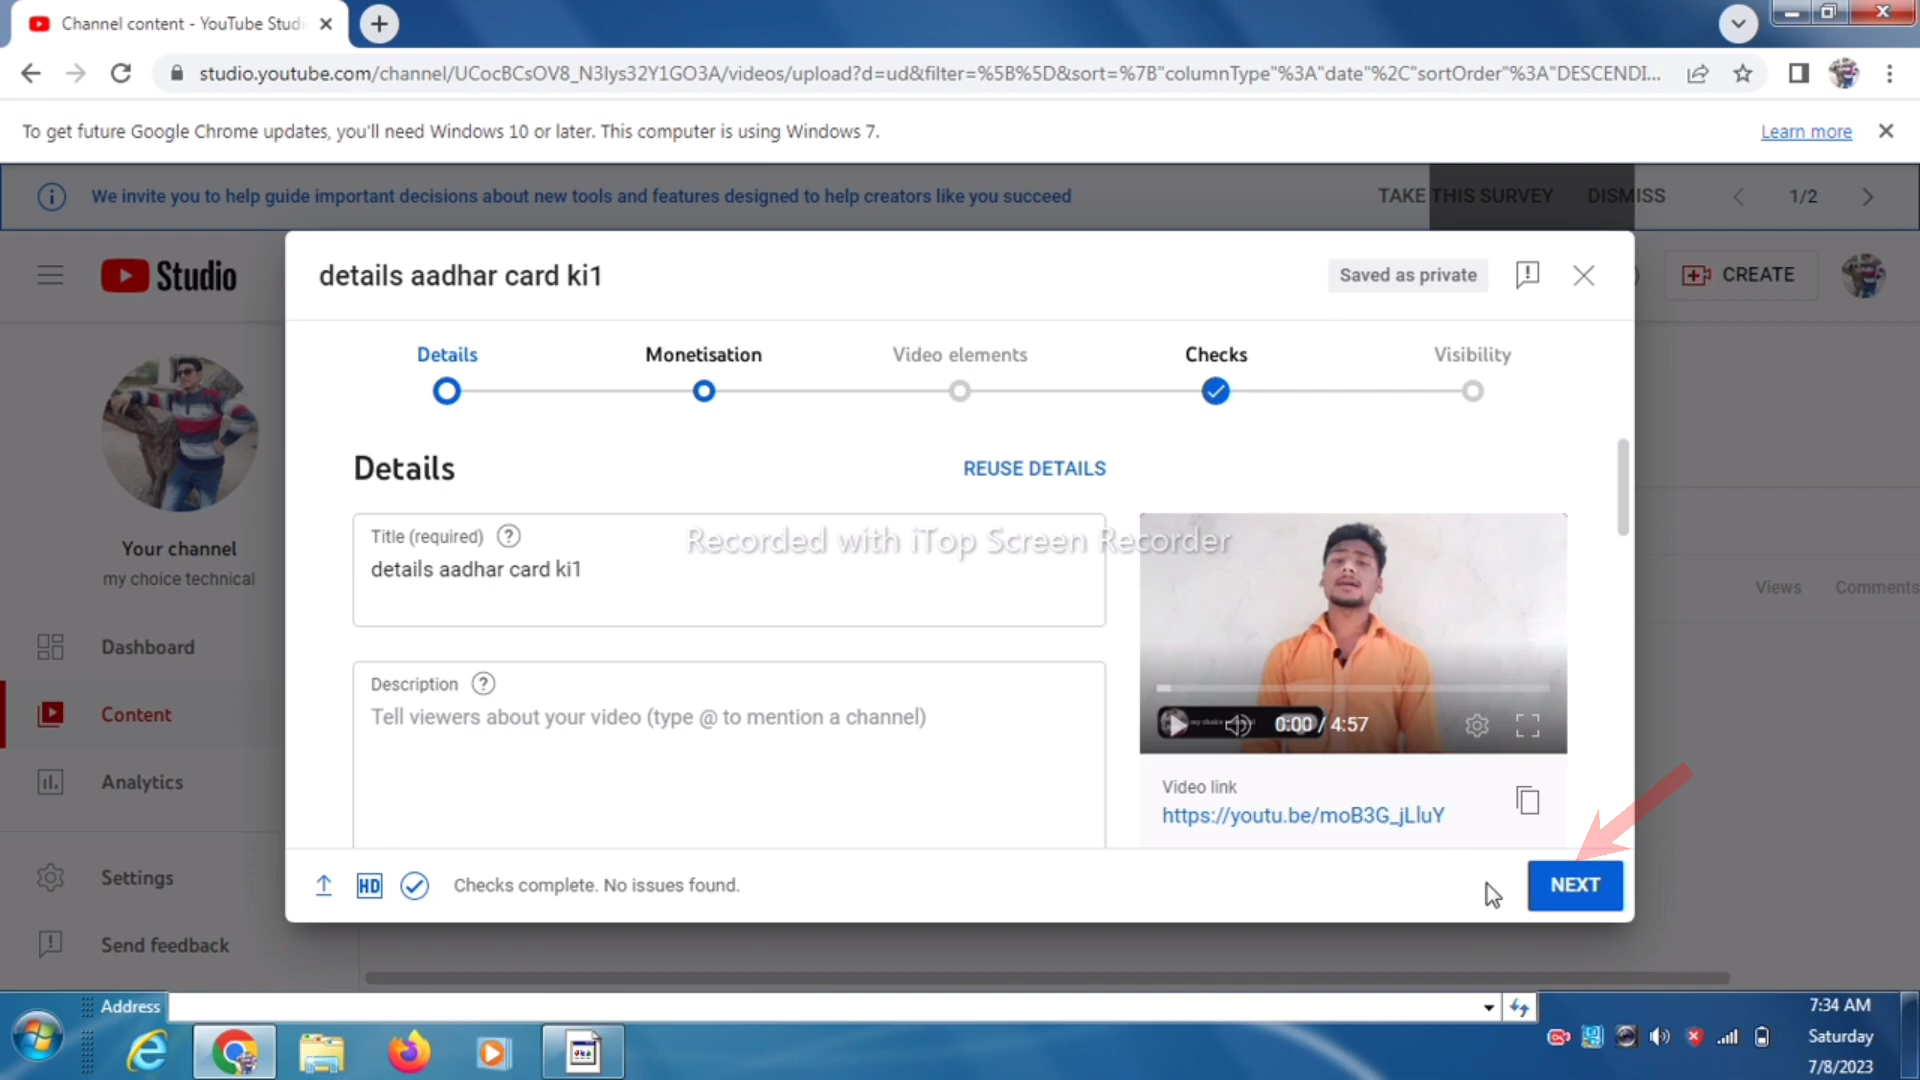 Channel content - YouTube Studi
studio.youtube.com/channel/UCocBCsOV8_N3Iys32Y1GO3A/videos/upload?d=ud&filter=%5B%5D&sort=%7B"columnType"%3A"date"%2C"sortOrder"%3A"DESCENDI...
To get future Google Chrome updates, you'll need Windows 10 or later. This computer is using Windows 7.
Learn more
We invite you to help guide important decisions about new tools and features designed to help creators like you succeed
TAKE THIS SURVEY
DISMISS
1/2
Studio
CREATE
details aadhar card ki1
Saved as private
Details
Monetisation
Video elements
Checks
Visibility
Details
REUSE DETAILS
Title (required)
details aadhar card ki1
Recorded with iTop Screen Recorder
Description
Tell viewers about your video (type @ to mention a channel)
0:00 / 4:57
Video link
https://youtu.be/moB3G_jLluY
HD
Checks complete. No issues found.
NEXT
Your channel
my choice technical
Dashboard
Content
Analytics
Settings
Send feedback
Views
Comments
Address
7:34 AM
Saturday
7/8/2023